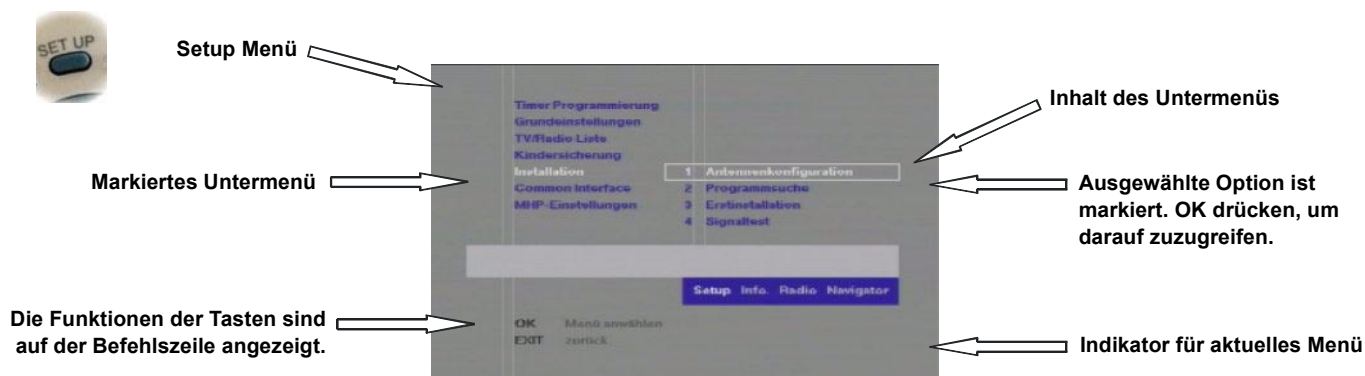 SET UP
Setup Menü
Timer Programmierung
Grundeinstellungen
TV/Radio Liste
Kindersicherung
Installation
Common Interface
MHP-Einstellungen
1 Antennenkonfiguration
2 Programmsuche
3 Erstinstallation
4 Signaltest
Setup Info. Radio Navigator
OK Menü anwählen
EXIT zurück
Markiertes Untermenü
Die Funktionen der Tasten sind
auf der Befehlszeile angezeigt.
Inhalt des Untermenüs
Ausgewählte Option ist
markiert. OK drücken, um
darauf zuzugreifen.
Indikator für aktuelles Menü